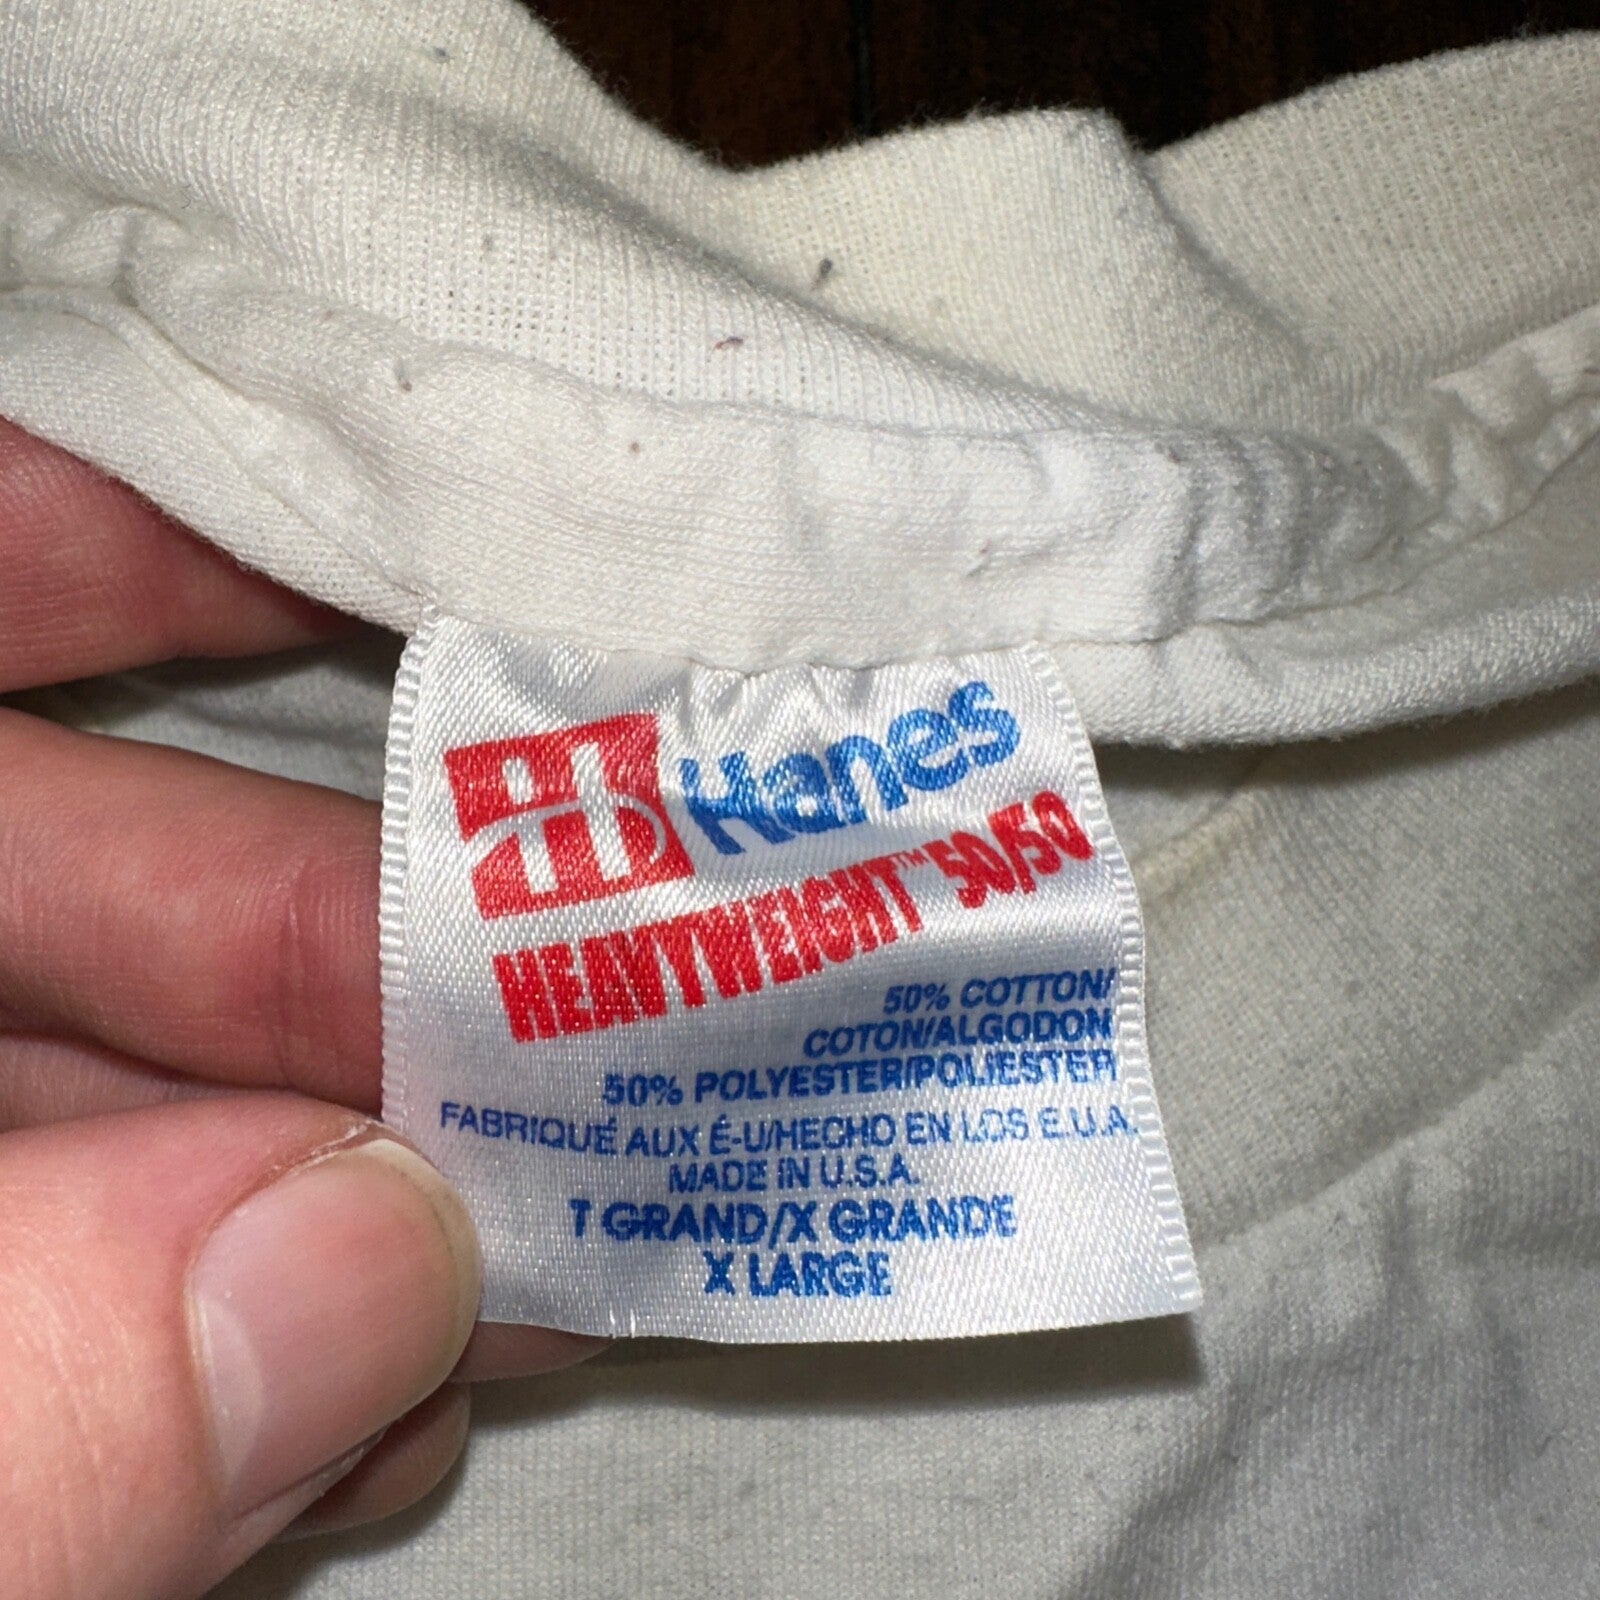 H Hanes
HEAVYWEIGHT™ 50/50
50% COTTON/
COTON/ALGODON
50% POLYESTER/POLIESTER
FABRIQUÉ AUX É-U/HECHO EN LOS E.U.A.
MADE IN U.S.A.
T GRAND/X GRANDE
X LARGE